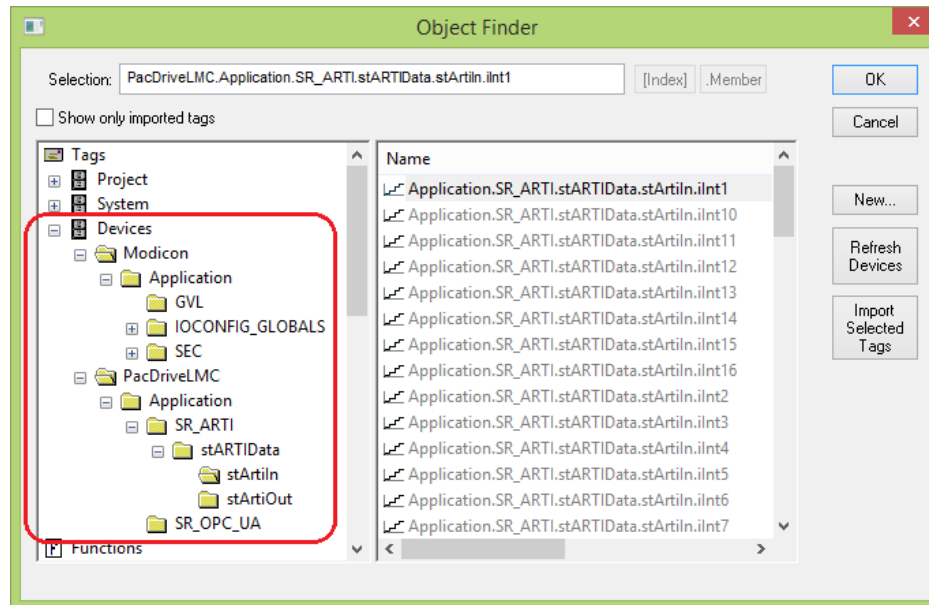 Object Finder
Selection: PacDriveLMC.Application.SR_ARTI.stARTIData.stArtiIn.iInt1 [Index] .Member OK
Show only imported tags Cancel
Tags
Project
System
Devices
Modicon
Application
GVL
IOCONFIG_GLOBALS
SEC
PacDriveLMC
Application
SR_ARTI
stARTIData
stArtiIn
stArtiOut
SR_OPC_UA
Functions
Name
Application.SR_ARTI.stARTIData.stArtiIn.iInt1
Application.SR_ARTI.stARTIData.stArtiIn.iInt10
Application.SR_ARTI.stARTIData.stArtiIn.iInt11
Application.SR_ARTI.stARTIData.stArtiIn.iInt12
Application.SR_ARTI.stARTIData.stArtiIn.iInt13
Application.SR_ARTI.stARTIData.stArtiIn.iInt14
Application.SR_ARTI.stARTIData.stArtiIn.iInt15
Application.SR_ARTI.stARTIData.stArtiIn.iInt16
Application.SR_ARTI.stARTIData.stArtiIn.iInt2
Application.SR_ARTI.stARTIData.stArtiIn.iInt3
Application.SR_ARTI.stARTIData.stArtiIn.iInt4
Application.SR_ARTI.stARTIData.stArtiIn.iInt5
Application.SR_ARTI.stARTIData.stArtiIn.iInt6
Application.SR_ARTI.stARTIData.stArtiIn.iInt7
New...
Refresh
Devices
Import
Selected
Tags